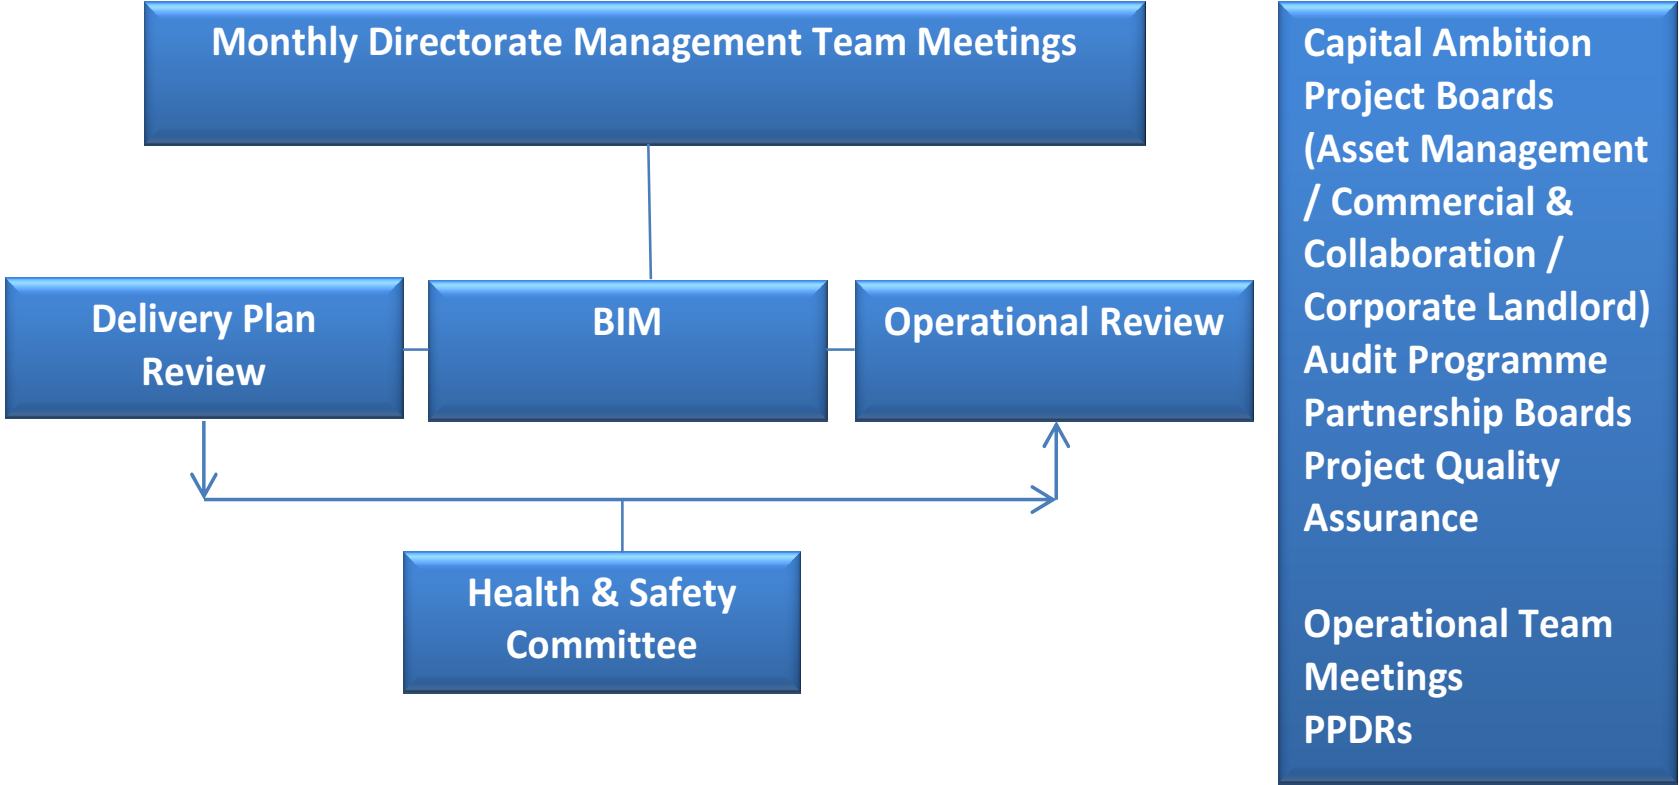 Monthly Directorate Management Team Meetings
Delivery Plan
Review
BIM
Operational Review
Health & Safety
Committee
Capital Ambition
Project Boards
(Asset Management
/ Commercial &
Collaboration /
Corporate Landlord)
Audit Programme
Partnership Boards
Project Quality
Assurance
Operational Team
Meetings
PPDRs